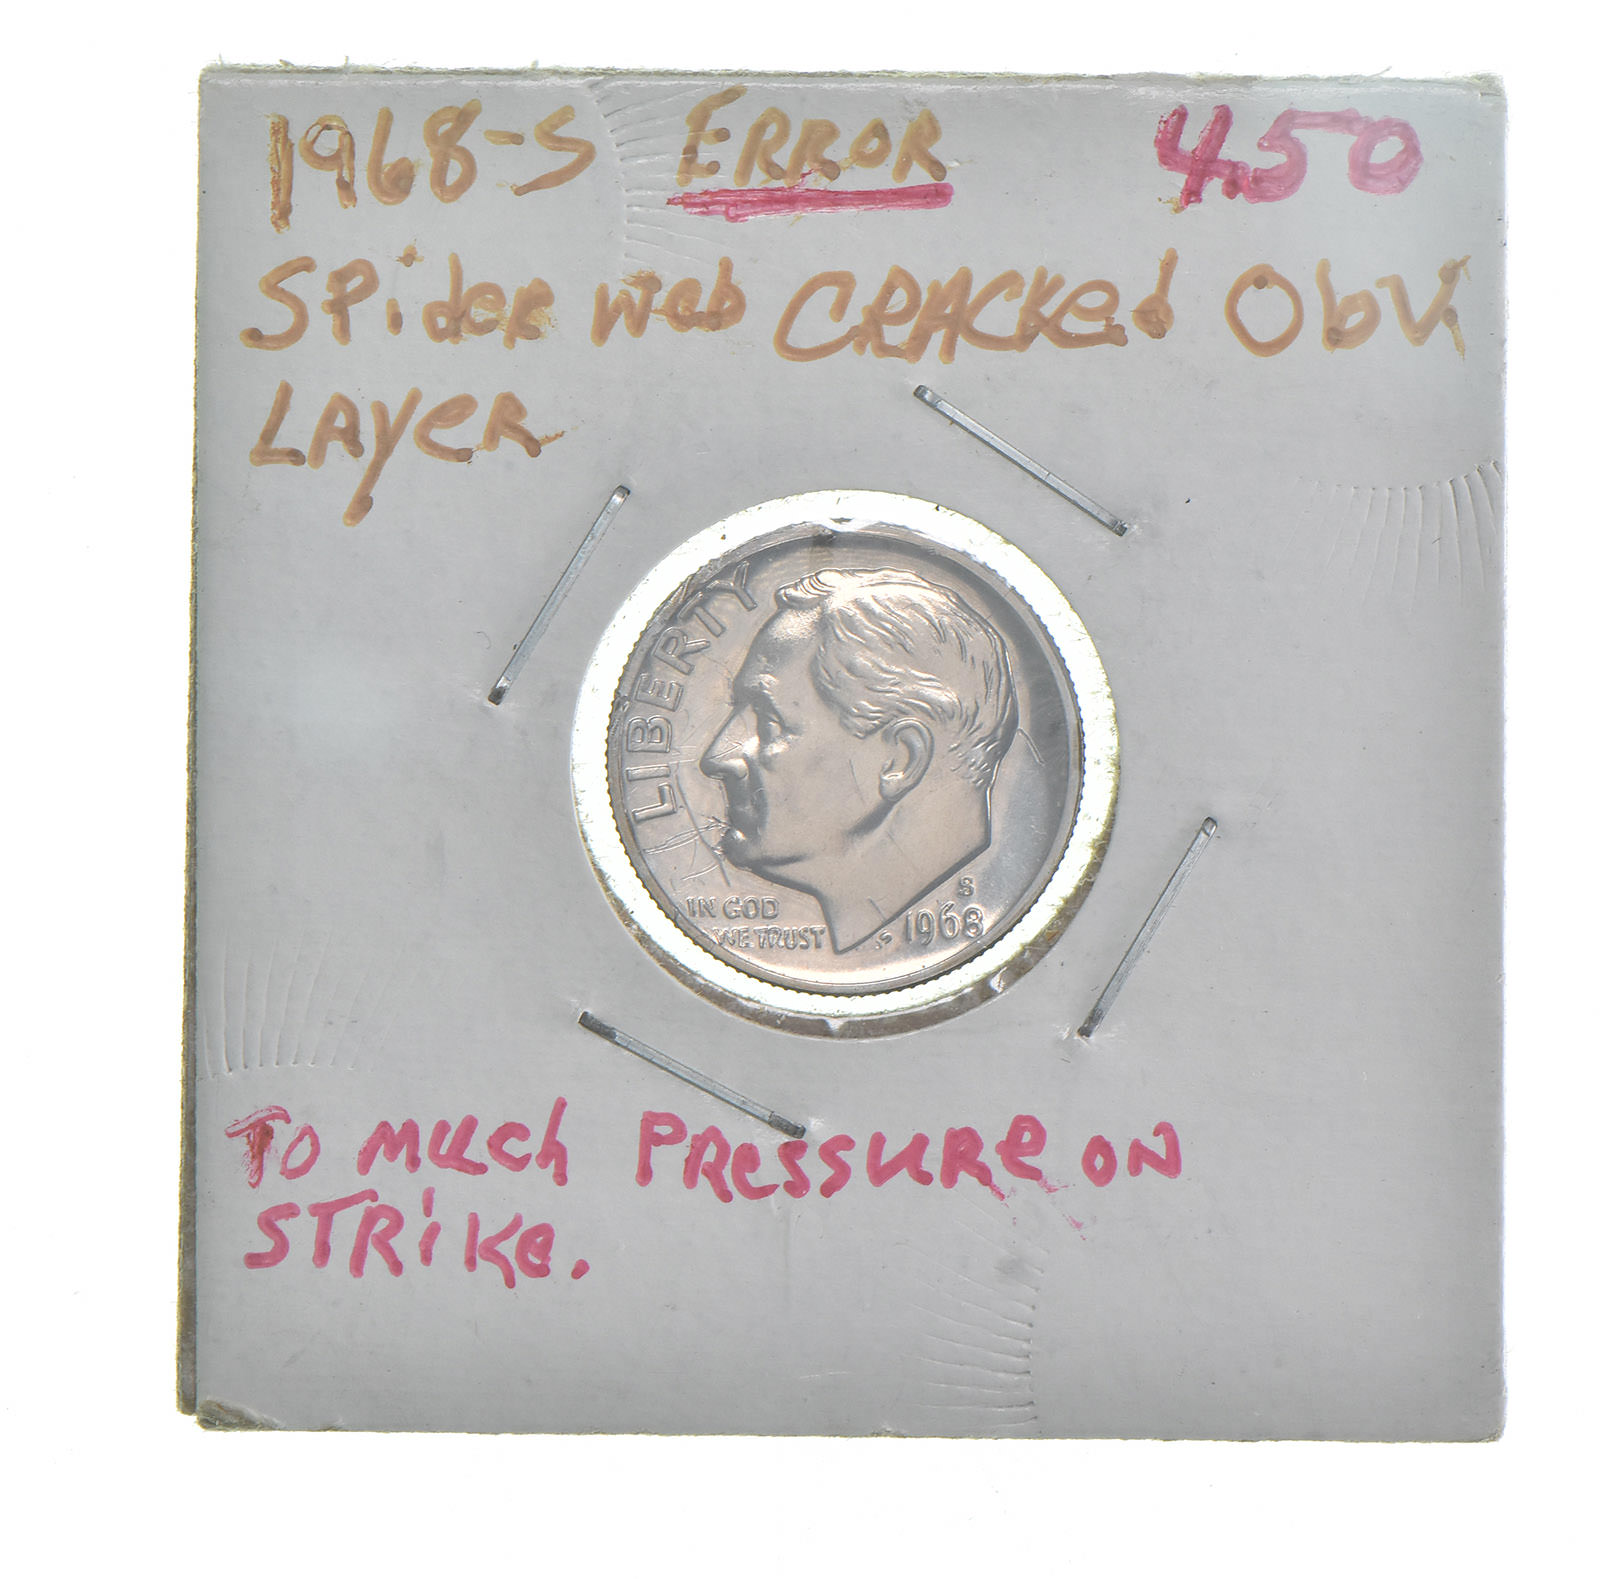 1968-S ERROR 4.50
Spider web CRACKed Obv.
LAyeR
LIBERTY
IN GOD
WE TRUST
JS
S
1968
To much PRessuRe on
STRiKe.